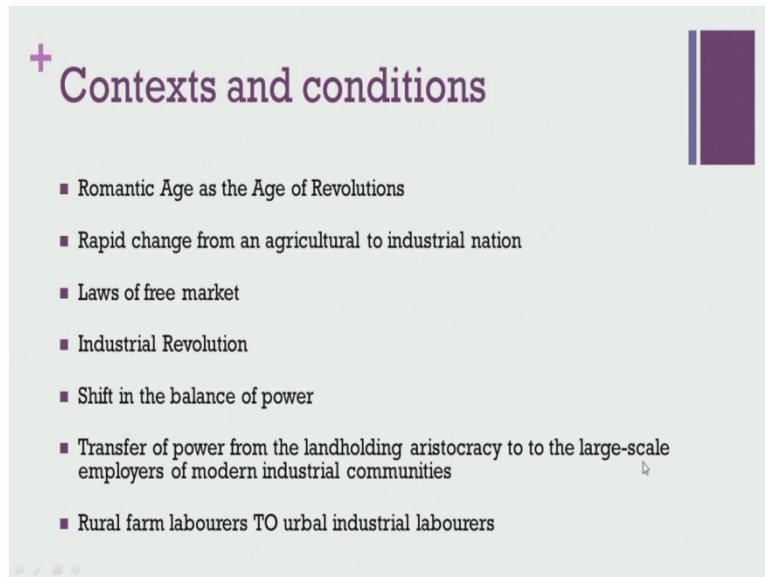 +
Contexts and conditions
■ Romantic Age as the Age of Revolutions
■ Rapid change from an agricultural to industrial nation
■ Laws of free market
■ Industrial Revolution
■ Shift in the balance of power
■ Transfer of power from the landholding aristocracy to to the large-scale
employers of modern industrial communities
■ Rural farm labourers TO urbal industrial labourers